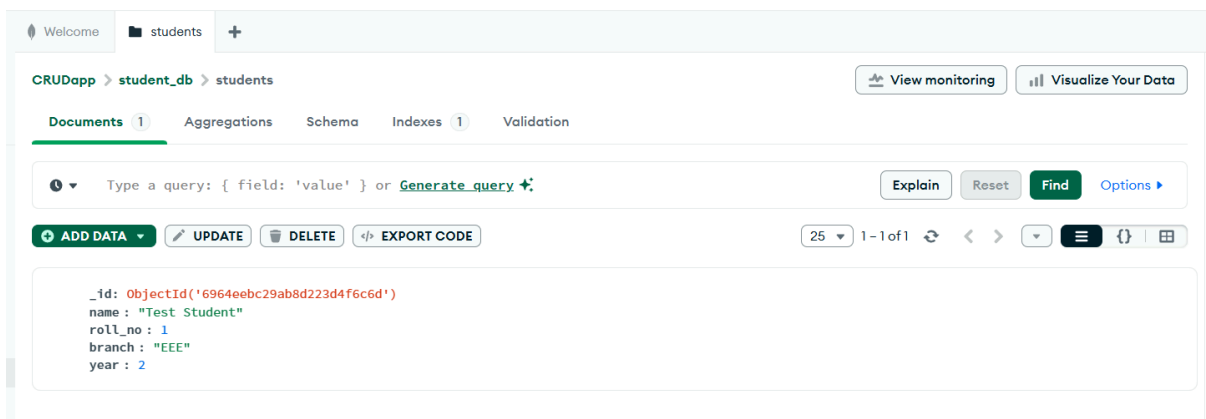 Welcome students +
CRUDapp > student_db > students
View monitoring Visualize Your Data
Documents 1 Aggregations Schema Indexes 1 Validation
Type a query: { field: 'value' } or Generate query
Explain Reset Find Options
ADD DATA UPDATE DELETE </> EXPORT CODE
25 1–1 of 1 {}
_id: ObjectId('6964eebc29ab8d223d4f6c6d')
name : "Test Student"
roll_no : 1
branch : "EEE"
year : 2